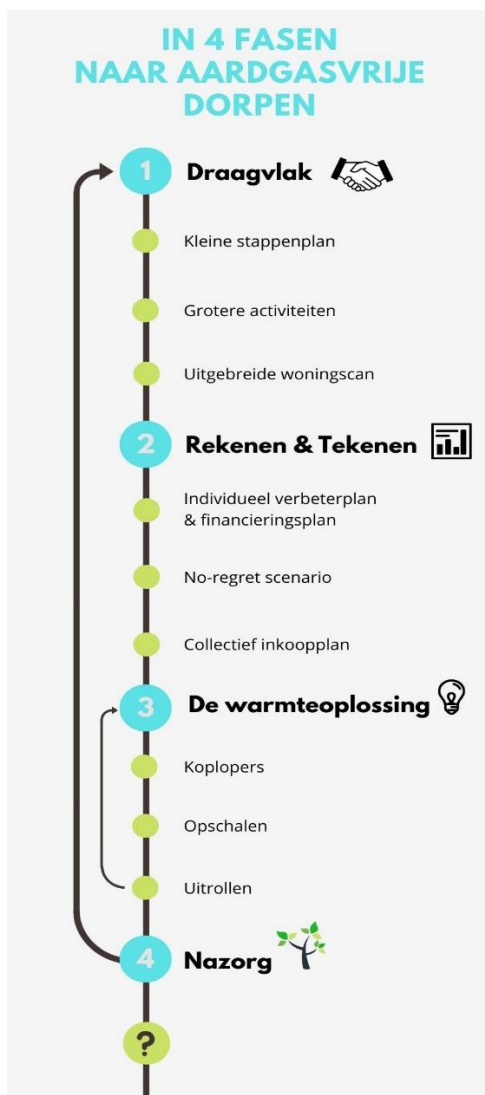 IN 4 FASEN
NAAR AARDGASVRIJE
DORPEN
1 Draagvlak
Kleine stappenplan
Grotere activiteiten
Uitgebreide woningscan
2 Rekenen & Tekenen
Individueel verbeterplan
& financieringsplan
No-regret scenario
Collectief inkoopplan
3 De warmteoplossing
Koplopers
Opschalen
Uitrollen
4 Nazorg
?